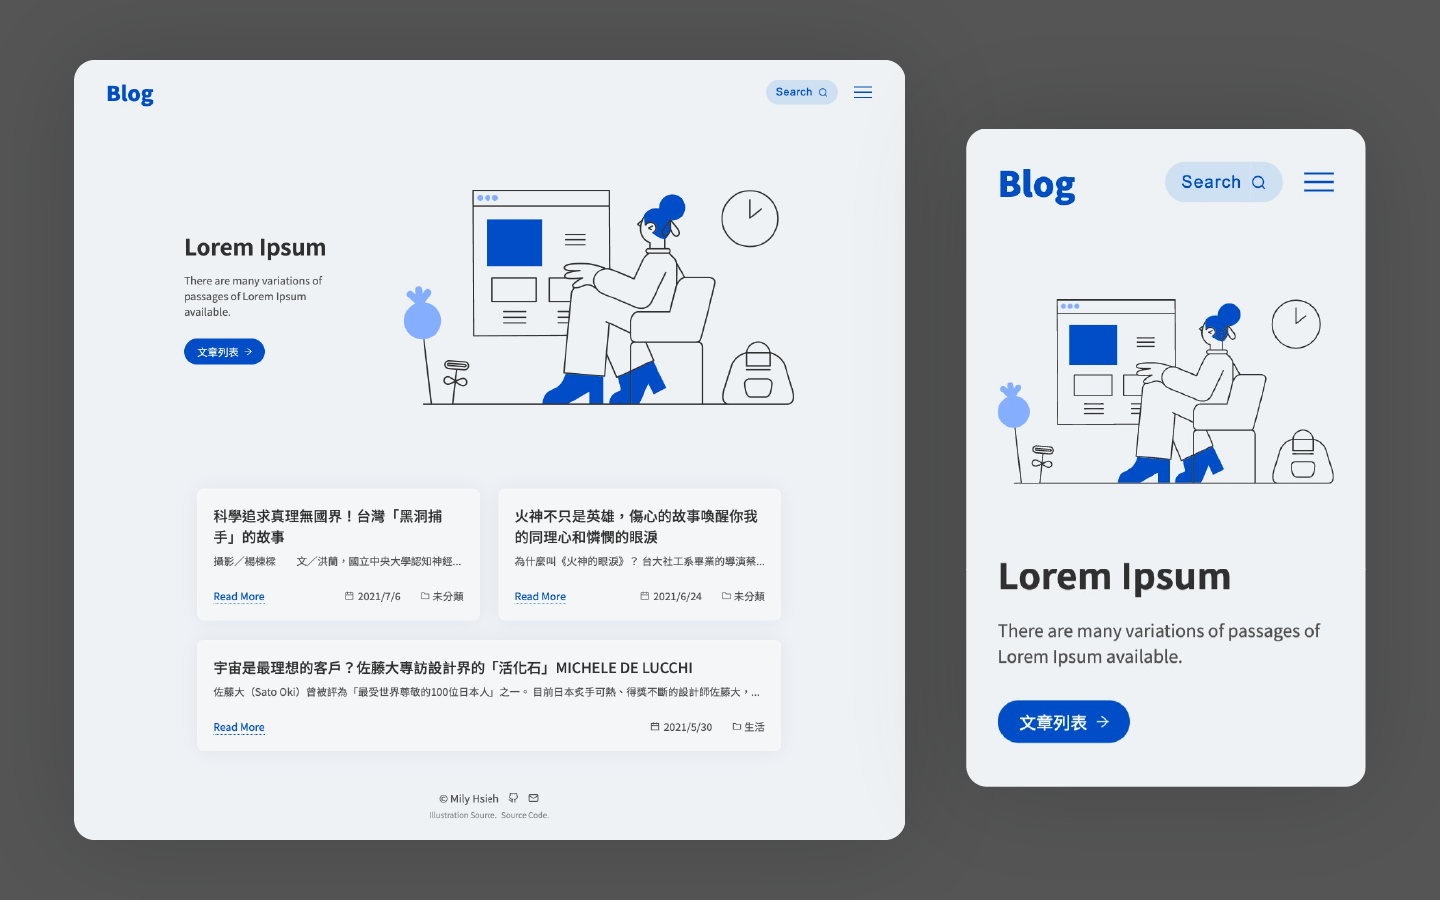 Blog
Search
Lorem Ipsum
There are many variations of
passages of Lorem Ipsum
available.
文章列表
科學追求真理無國界！台灣「黑洞捕
手」的故事
攝影／楊棟樑　　文／洪蘭，國立中央大學認知神經...
Read More
2021/7/6
未分類
火神不只是英雄，傷心的故事喚醒你我
的同理心和憐憫的眼淚
為什麼叫《火神的眼淚》？ 台大社工系畢業的導演蔡...
Read More
2021/6/24
未分類
宇宙是最理想的客戶？佐藤大專訪設計界的「活化石」MICHELE DE LUCCHI
佐藤大（Sato Oki）曾被評為「最受世界尊敬的100位日本人」之一。 目前日本炙手可熱、得獎不斷的設計師佐藤大，...
Read More
2021/5/30
生活
© Mily Hsieh
Illustration Source. Source Code.
Blog
Search
Lorem Ipsum
There are many variations of passages of
Lorem Ipsum available.
文章列表